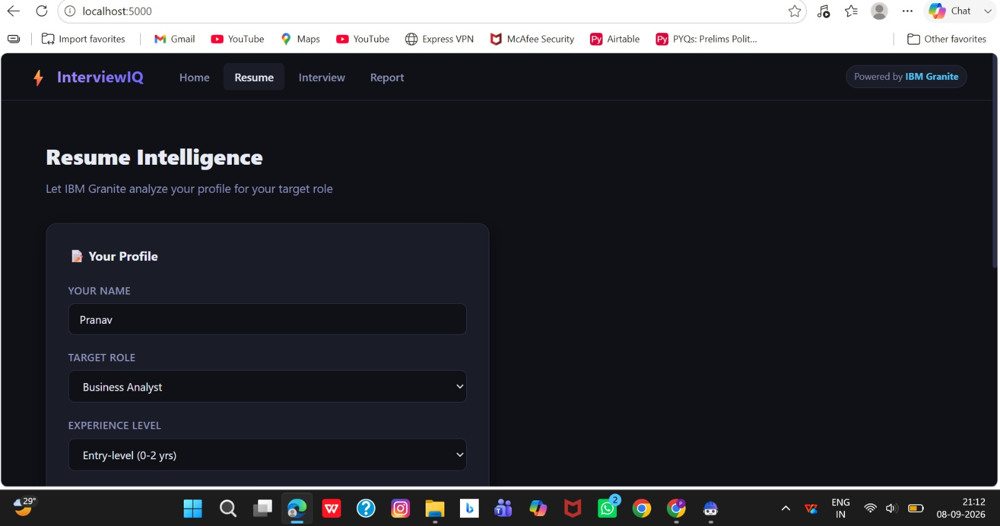 localhost:5000
Chat
Import favorites
Gmail
YouTube
Maps
YouTube
Express VPN
McAfee Security
Py Airtable
Py PYQs: Prelims Polit...
Other favorites
InterviewIQ
Home
Resume
Interview
Report
Powered by IBM Granite
Resume Intelligence
Let IBM Granite analyze your profile for your target role
Your Profile
YOUR NAME
Pranav
TARGET ROLE
Business Analyst
EXPERIENCE LEVEL
Entry-level (0-2 yrs)
29°
2
ENG
IN
21:12
08-09-2026